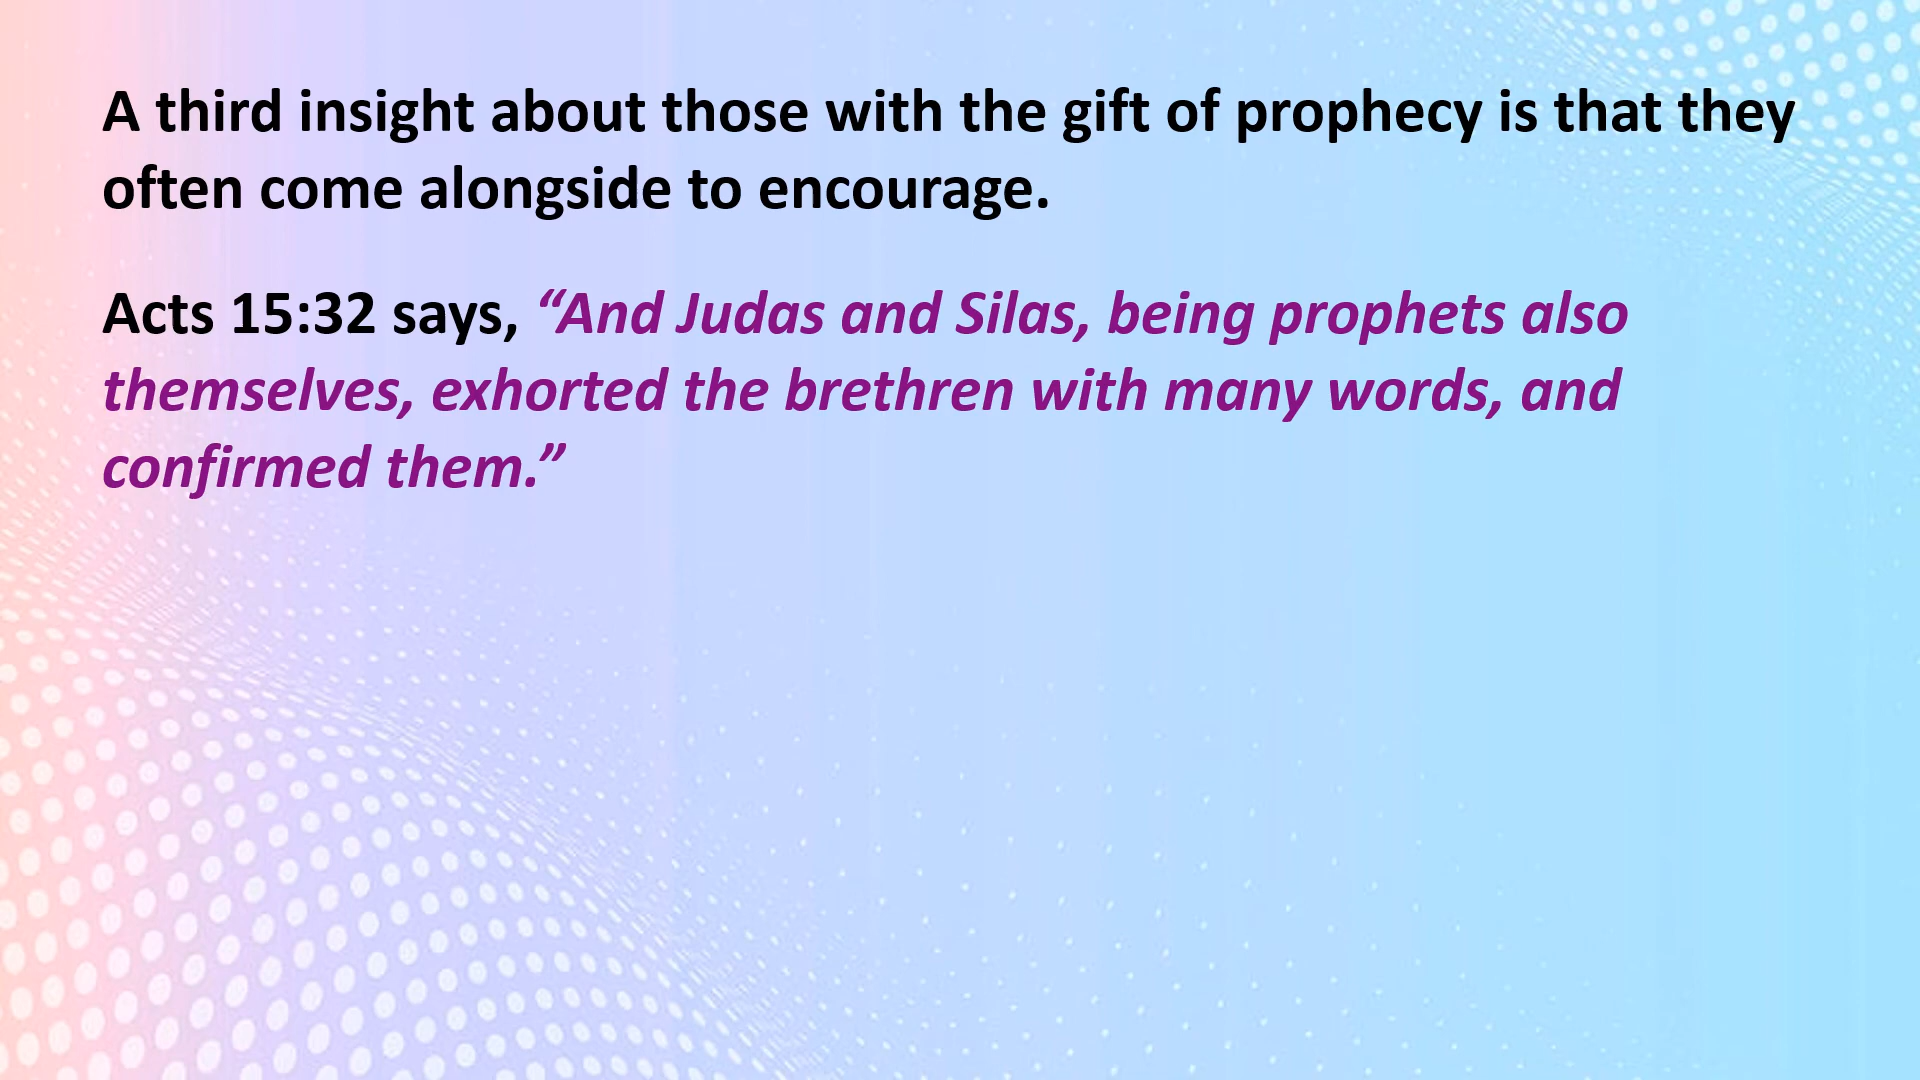 A third insight about those with the gift of prophecy is that they
often come alongside to encourage.
Acts 15:32 says, “And Judas and Silas, being prophets also
themselves, exhorted the brethren with many words, and
confirmed them.”